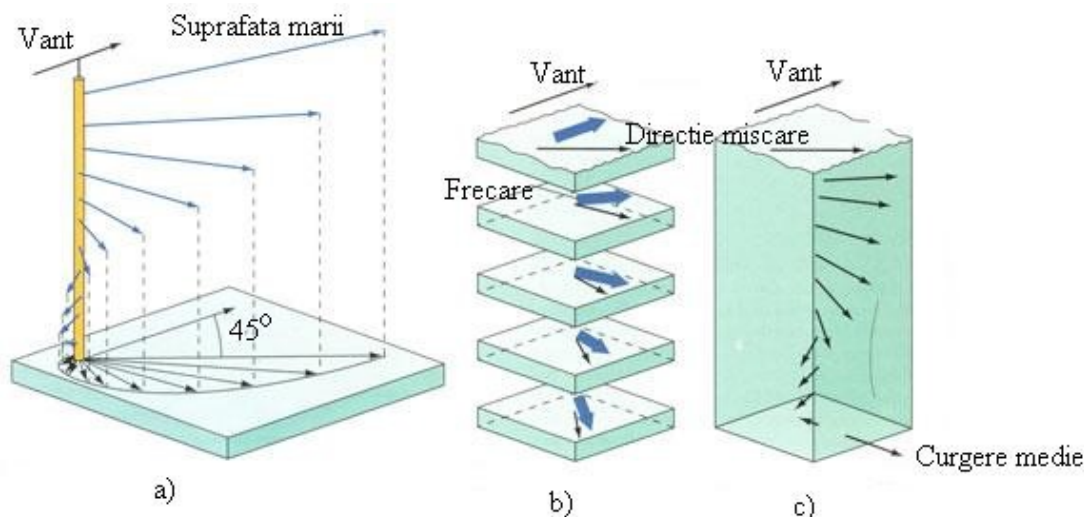 Vant
Suprafata marii
45°
a)
Vant
Directie miscare
Frecare
b)
Vant
Curgere medie
c)